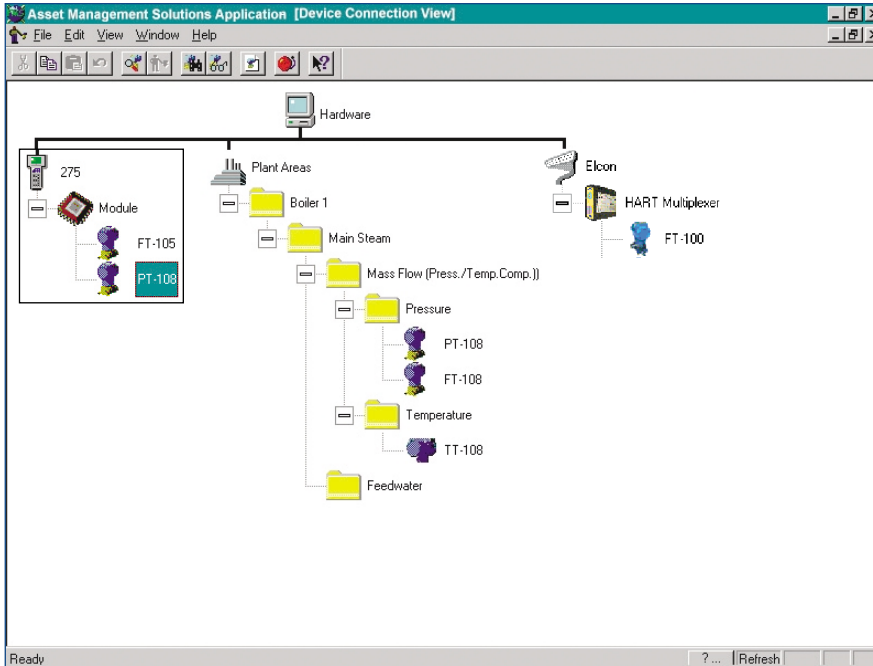 Asset Management Solutions Application [Device Connection View]
File Edit View Window Help
Hardware
275
Plant Areas
Elcon
Module
Boiler 1
HART Multiplexer
FT-105
Main Steam
FT-100
PT-108
Mass Flow (Press./Temp.Comp.))
Pressure
PT-108
FT-108
Temperature
TT-108
Feedwater
Ready
? ...
Refresh